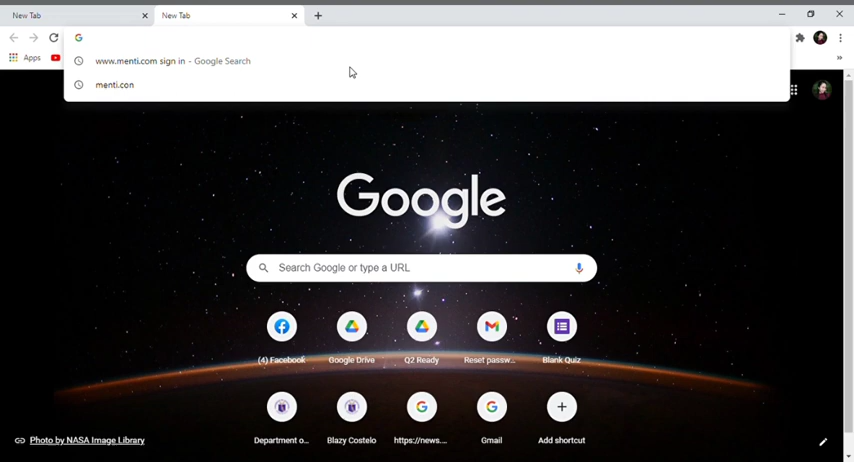 New Tab
New Tab
Apps
www.menti.com sign in - Google Search
menti.con
Google
Search Google or type a URL
(4) Facebook
Google Drive
Q2 Ready
Reset passw...
Blank Quiz
Department o...
Blazy Costelo
https://news....
Gmail
Add shortcut
Photo by NASA Image Library